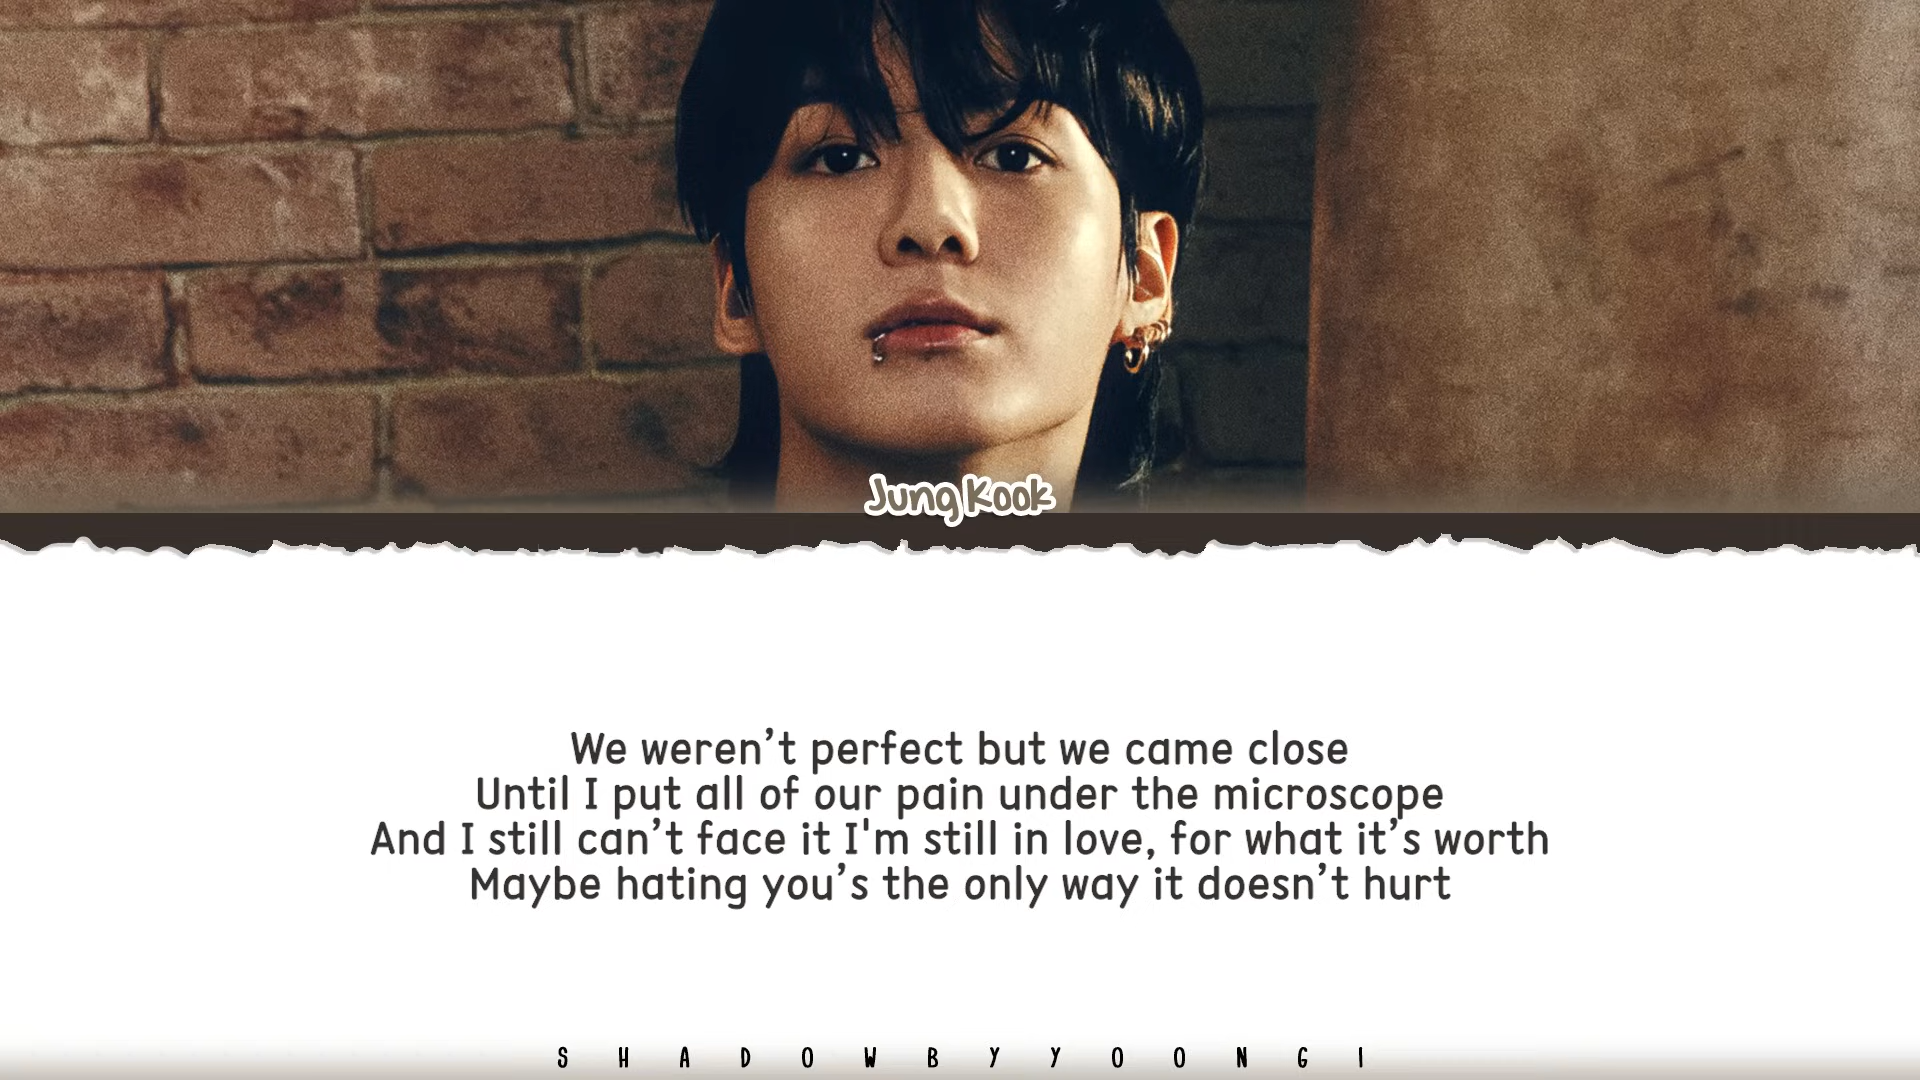 Jung Kook
We weren’t perfect but we came close
Until I put all of our pain under the microscope
And I still can’t face it I'm still in love, for what it’s worth
Maybe hating you’s the only way it doesn’t hurt
SHADOWBYYOONGI